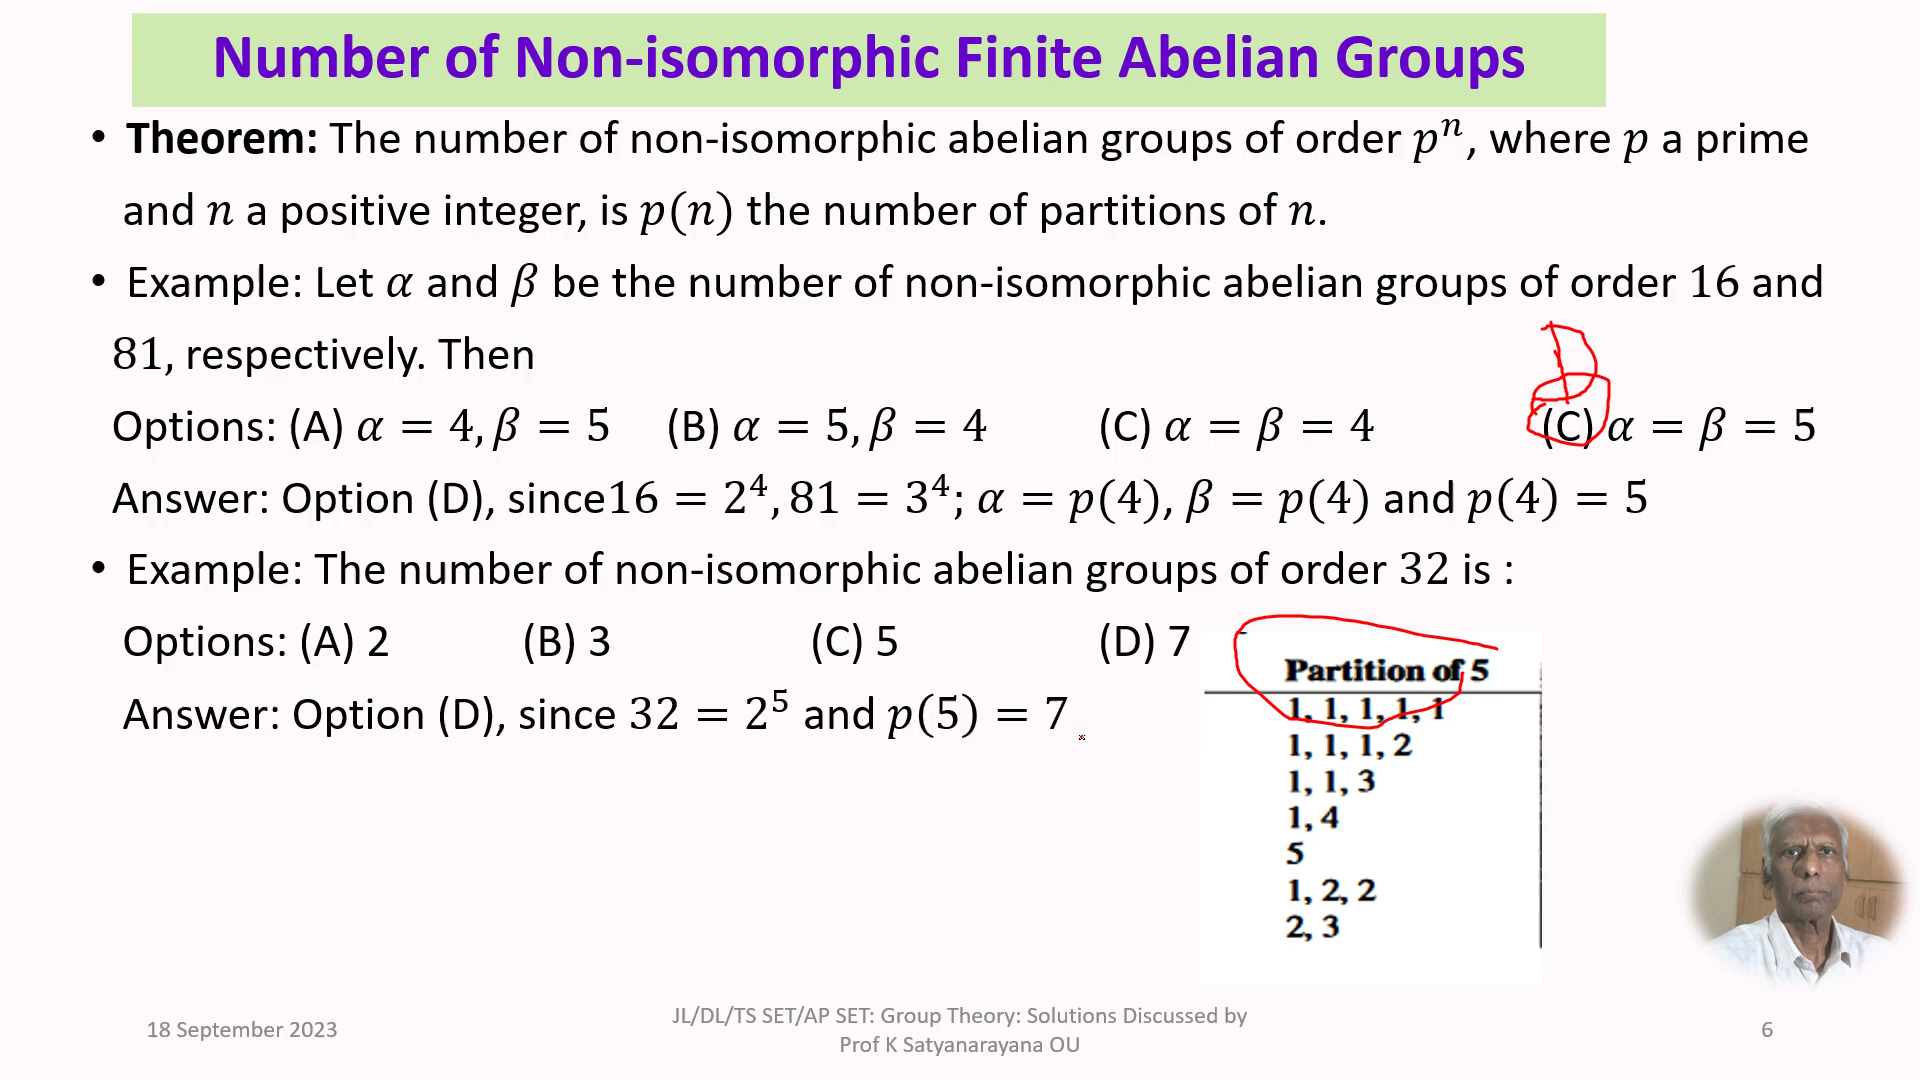 Number of Non-isomorphic Finite Abelian Groups
• Theorem: The number of non-isomorphic abelian groups of order pⁿ, where p a prime
and n a positive integer, is p(n) the number of partitions of n.
• Example: Let α and β be the number of non-isomorphic abelian groups of order 16 and
81, respectively. Then
D
Options: (A) α = 4, β = 5 (B) α = 5, β = 4 (C) α = β = 4 (C) α = β = 5
Answer: Option (D), since16 = 2⁴, 81 = 3⁴; α = p(4), β = p(4) and p(4) = 5
• Example: The number of non-isomorphic abelian groups of order 32 is :
Options: (A) 2 (B) 3 (C) 5 (D) 7
Answer: Option (D), since 32 = 2⁵ and p(5) = 7
Partition of 5
1, 1, 1, 1, 1
1, 1, 1, 2
1, 1, 3
1, 4
5
1, 2, 2
2, 3
18 September 2023
JL/DL/TS SET/AP SET: Group Theory: Solutions Discussed by
Prof K Satyanarayana OU
6